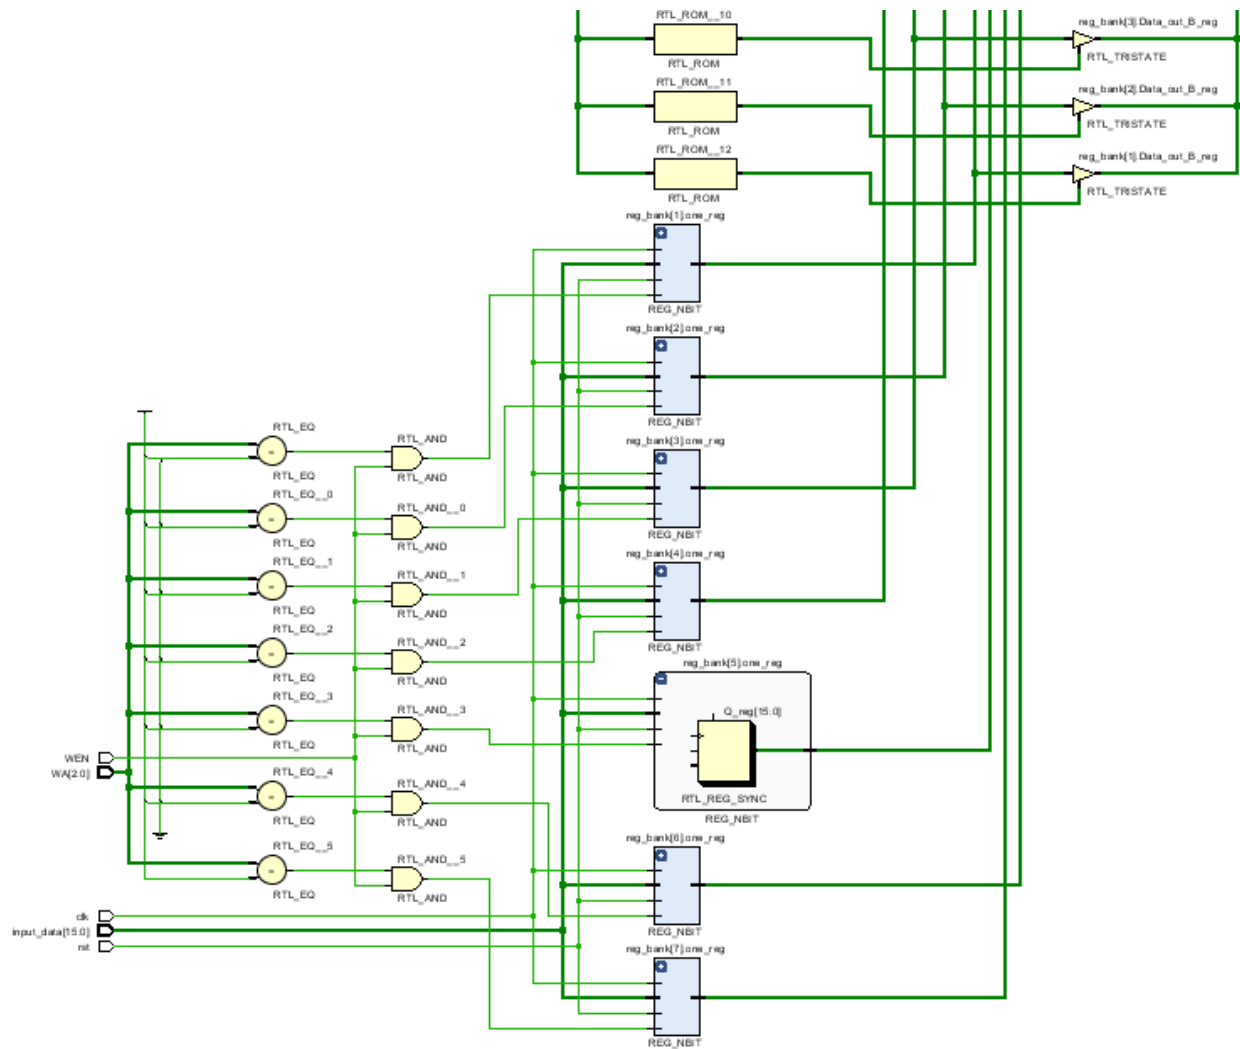 RTL_ROM__10
RTL_ROM
reg_bank[3].Data_out_B_reg
RTL_TRISTATE
RTL_ROM__11
RTL_ROM
reg_bank[2].Data_out_B_reg
RTL_TRISTATE
RTL_ROM__12
RTL_ROM
reg_bank[1].Data_out_B_reg
RTL_TRISTATE
reg_bank[1].one_reg
REG_NBIT
reg_bank[2].one_reg
REG_NBIT
reg_bank[3].one_reg
REG_NBIT
reg_bank[4].one_reg
REG_NBIT
reg_bank[5].one_reg
Q_reg[15:0]
RTL_REG_SYNC
REG_NBIT
reg_bank[6].one_reg
REG_NBIT
reg_bank[7].one_reg
REG_NBIT
RTL_EQ
RTL_EQ
RTL_AND
RTL_AND
RTL_EQ__0
RTL_EQ
RTL_AND__0
RTL_AND
RTL_EQ__1
RTL_EQ
RTL_AND__1
RTL_AND
RTL_EQ__2
RTL_EQ
RTL_AND__2
RTL_AND
RTL_EQ__3
RTL_EQ
RTL_AND__3
RTL_AND
WEN
WA[2:0]
RTL_EQ__4
RTL_EQ
RTL_AND__4
RTL_AND
RTL_EQ__5
RTL_EQ
RTL_AND__5
RTL_AND
clk
input_data[15:0]
rst